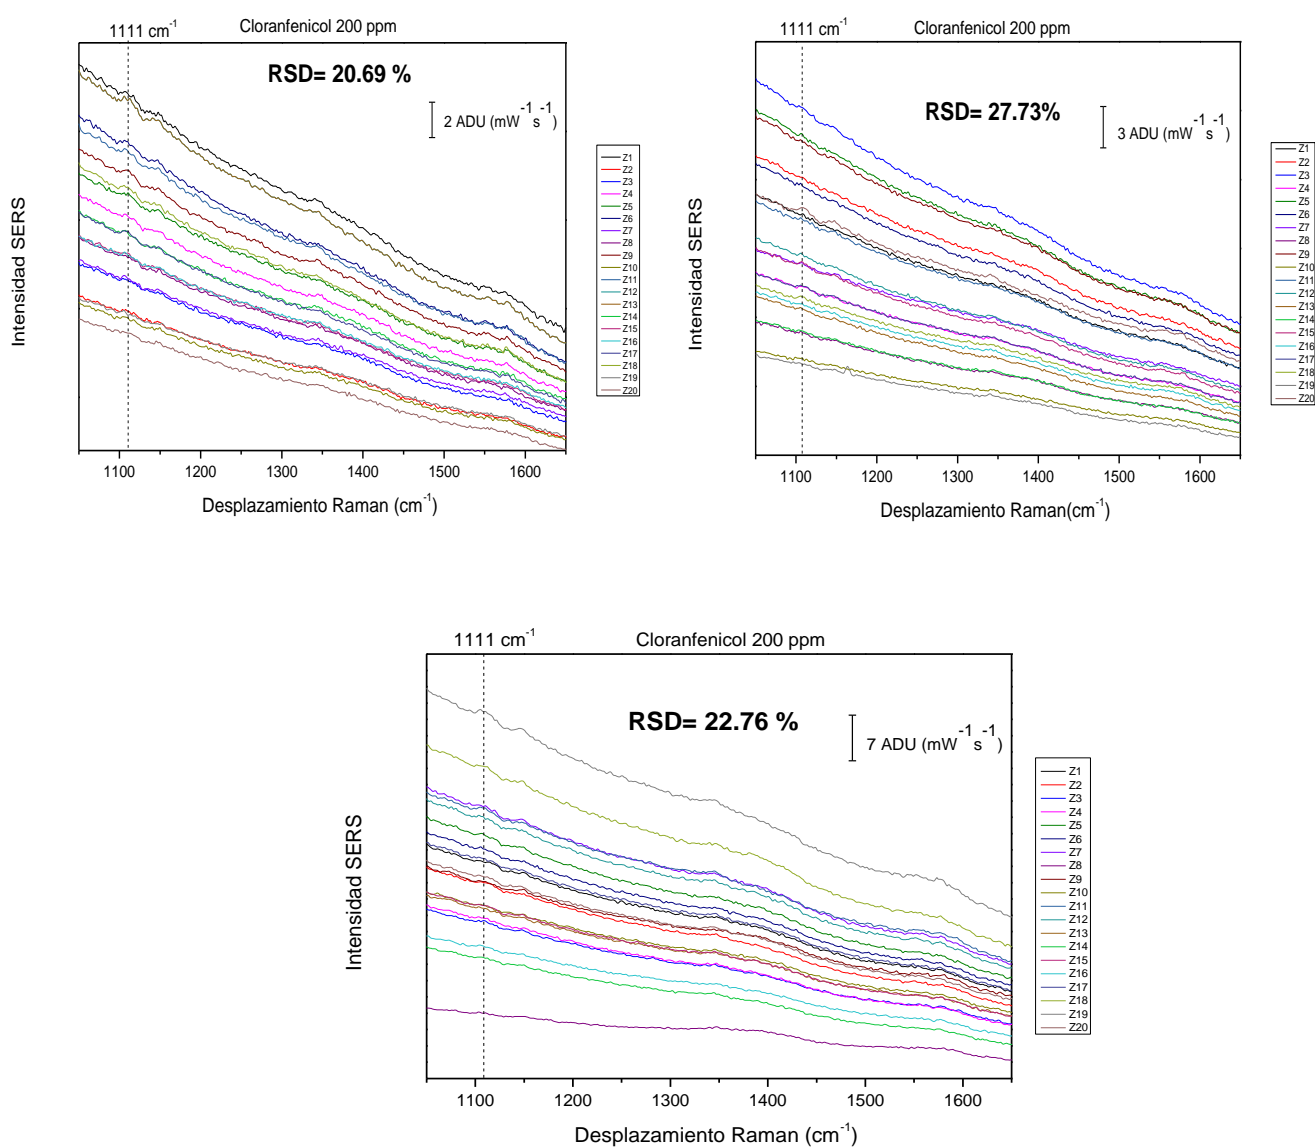 1111 cm⁻¹ Cloranfenicol 200 ppm
RSD= 20.69 %
2 ADU (mW⁻¹s⁻¹)
Z1
Z2
Z3
Z4
Z5
Z6
Z7
Z8
Z9
Z10
Z11
Z12
Z13
Z14
Z15
Z16
Z17
Z18
Z19
Z20
Intensidad SERS
1100 1200 1300 1400 1500 1600
Desplazamiento Raman (cm⁻¹)
1111 cm⁻¹ Cloranfenicol 200 ppm
RSD= 27.73%
3 ADU (mW⁻¹s⁻¹)
Z1
Z2
Z3
Z4
Z5
Z6
Z7
Z8
Z9
Z10
Z11
Z12
Z13
Z14
Z15
Z16
Z17
Z18
Z19
Z20
Intensidad SERS
1100 1200 1300 1400 1500 1600
Desplazamiento Raman(cm⁻¹)
1111 cm⁻¹ Cloranfenicol 200 ppm
RSD= 22.76 %
7 ADU (mW⁻¹s⁻¹)
Z1
Z2
Z3
Z4
Z5
Z6
Z7
Z8
Z9
Z10
Z11
Z12
Z13
Z14
Z15
Z16
Z17
Z18
Z19
Z20
Intensidad SERS
1100 1200 1300 1400 1500 1600
Desplazamiento Raman (cm⁻¹)